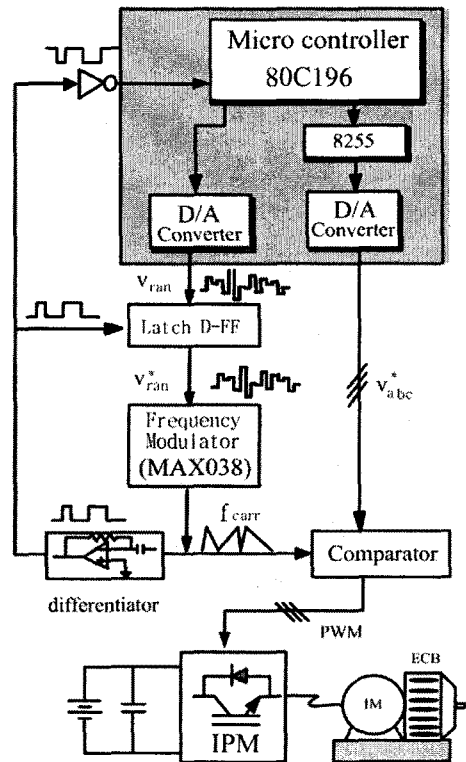 Micro controller
80C196
8255
D/A
Converter
D/A
Converter
v_ran
Latch D-FF
v*_ran
v*_abc
Frequency
Modulator
(MAX038)
f_carr
Comparator
differentiator
PWM
ECB
IM
IPM